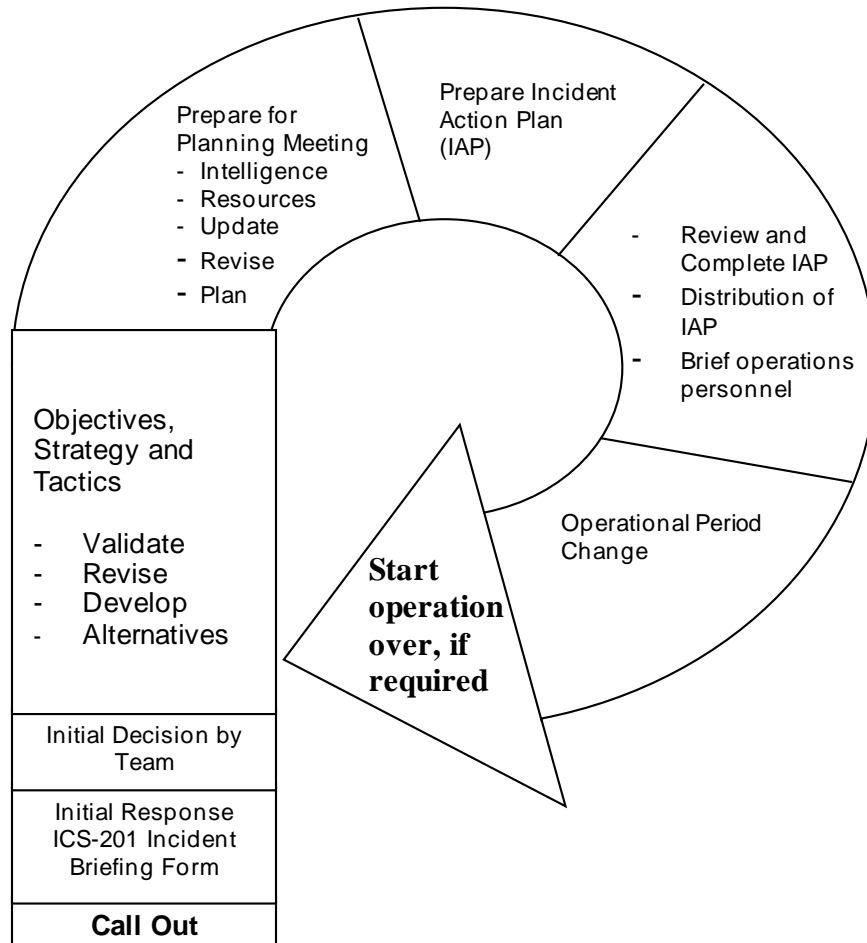 Prepare for
Planning Meeting
- Intelligence
- Resources
- Update
- Revise
- Plan
Prepare Incident
Action Plan
(IAP)
- Review and
Complete IAP
- Distribution of
IAP
- Brief operations
personnel
Operational Period
Change
Start
operation
over, if
required
Objectives,
Strategy and
Tactics
- Validate
- Revise
- Develop
- Alternatives
Initial Decision by
Team
Initial Response
ICS-201 Incident
Briefing Form
Call Out